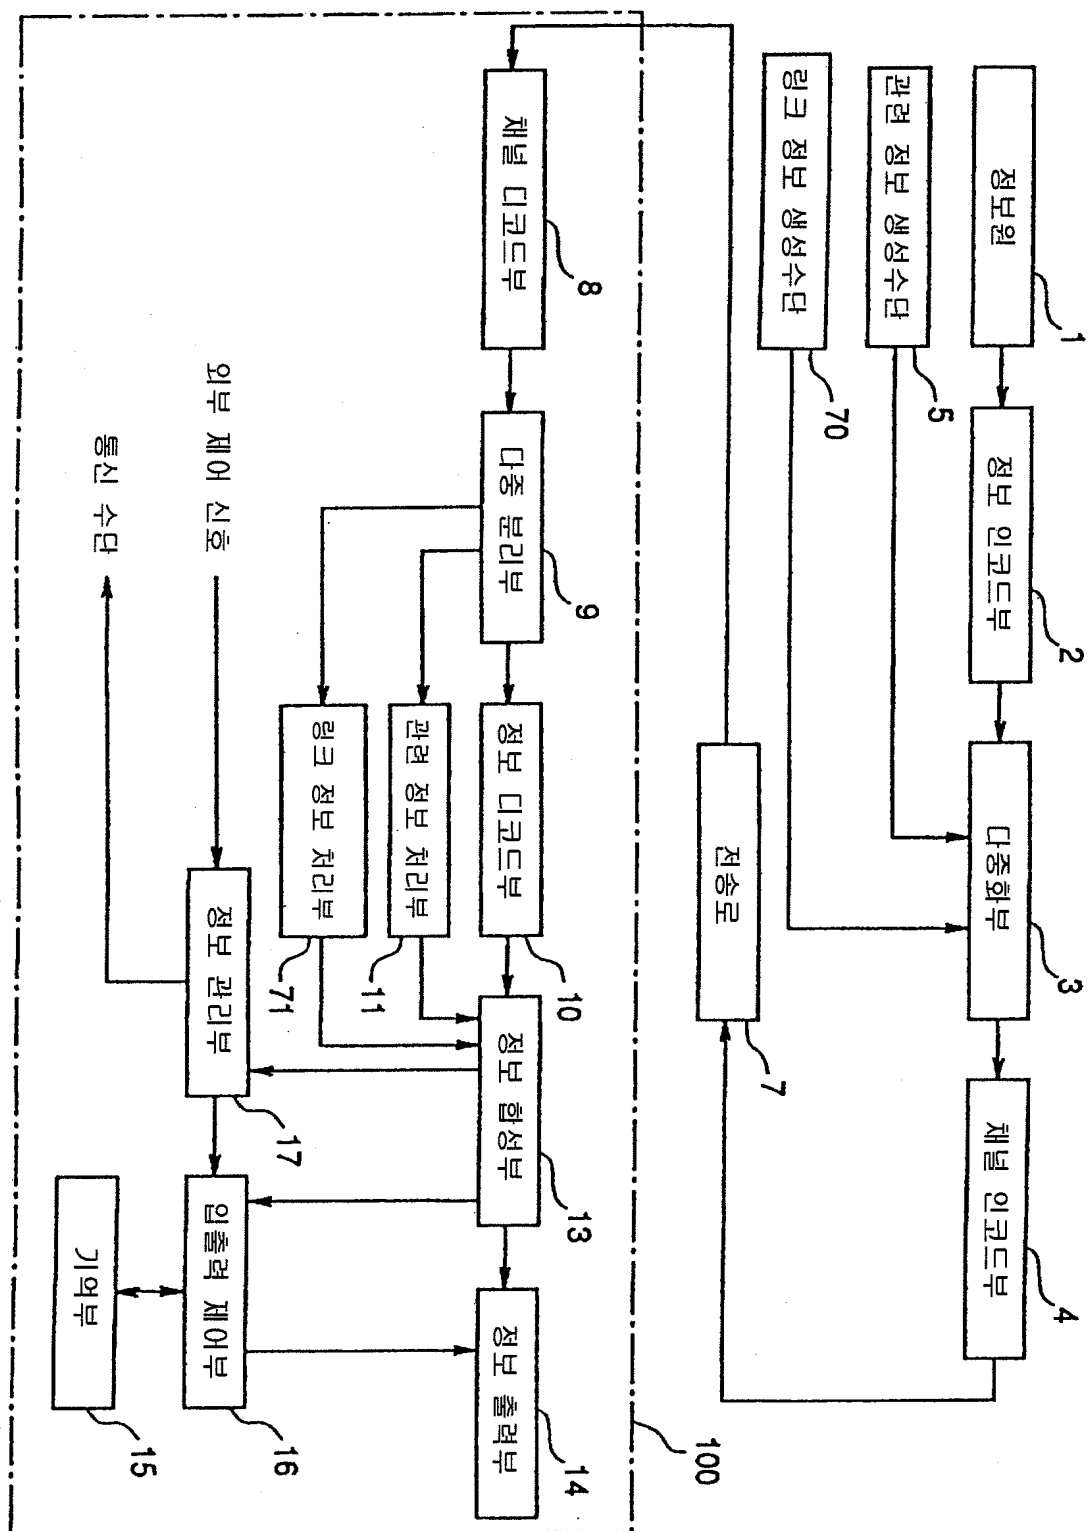 정보원
1
정보 인코드부
2
다중화부
3
채널 인코드부
4
관련 정보 생성수단
5
링크 정보 생성수단
70
전송로
7
100
채널 디코드부
8
다중 분리부
9
정보 디코드부
10
정보 합성부
13
정보 출력부
14
관련 정보 처리부
11
링크 정보 처리부
71
외부 제어 신호
통신 수단
정보 관리부
17
입출력 제어부
16
기억부
15